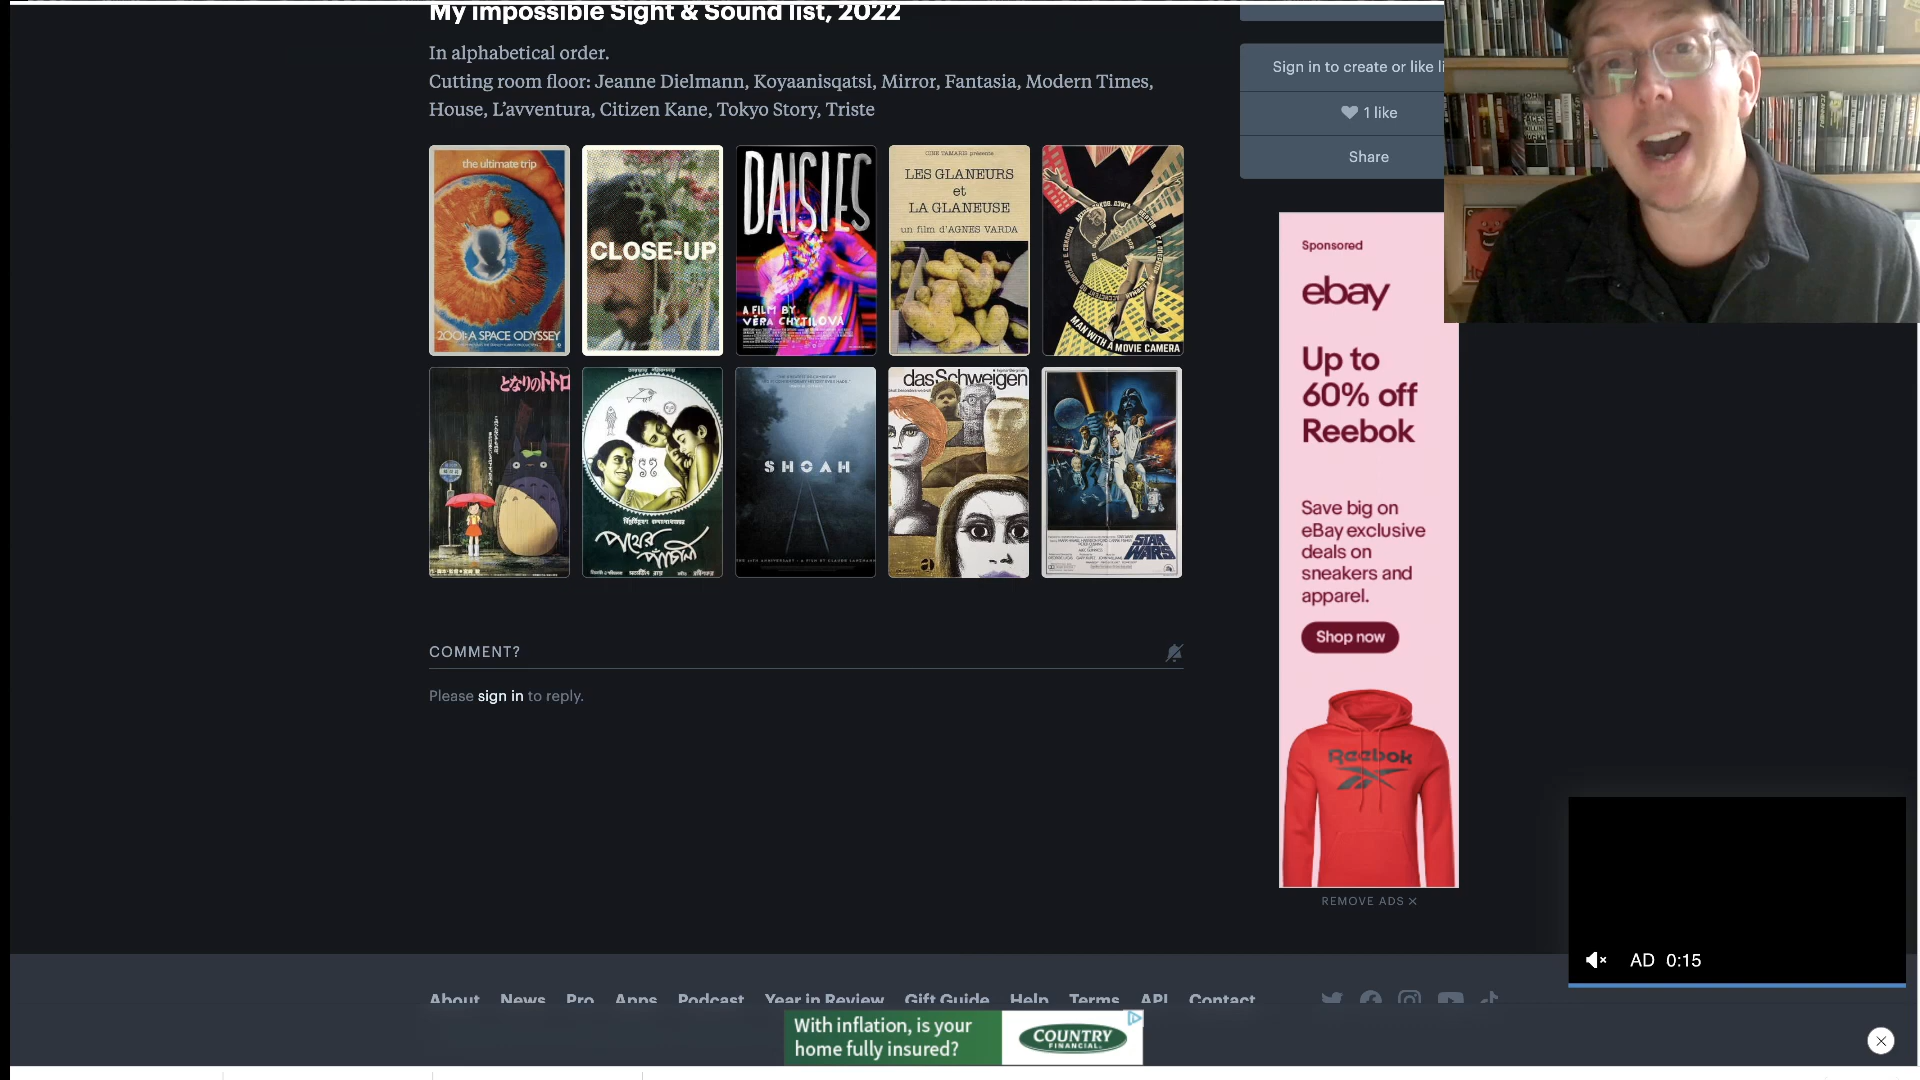 My impossible Sight & Sound list, 2022
In alphabetical order.
Cutting room floor: Jeanne Dielmann, Koyaanisqatsi, Mirror, Fantasia, Modern Times,
House, L’avventura, Citizen Kane, Tokyo Story, Triste
Sign in to create or like li
1 like
Share
the ultimate trip
2001: A SPACE ODYSSEY
CLOSE-UP
DAISIES
A FILM BY
VĚRA CHYTILOVÁ
CINE TAMARIS présente
LES GLANEURS
et
LA GLANEUSE
un film d'AGNES VARDA
MAN WITH A MOVIE CAMERA
となりのトトロ
পথের
পাঁচালী
SHOAH
das Schweigen
STAR
WARS
Sponsored
ebay
Up to
60% off
Reebok
Save big on
eBay exclusive
deals on
sneakers and
apparel.
Shop now
Reebok
REMOVE ADS ×
COMMENT?
Please sign in to reply.
AD 0:15
About News Pro Apps Podcast Year in Review Gift Guide Help Terms API Contact
With inflation, is your
home fully insured?
COUNTRY
FINANCIAL